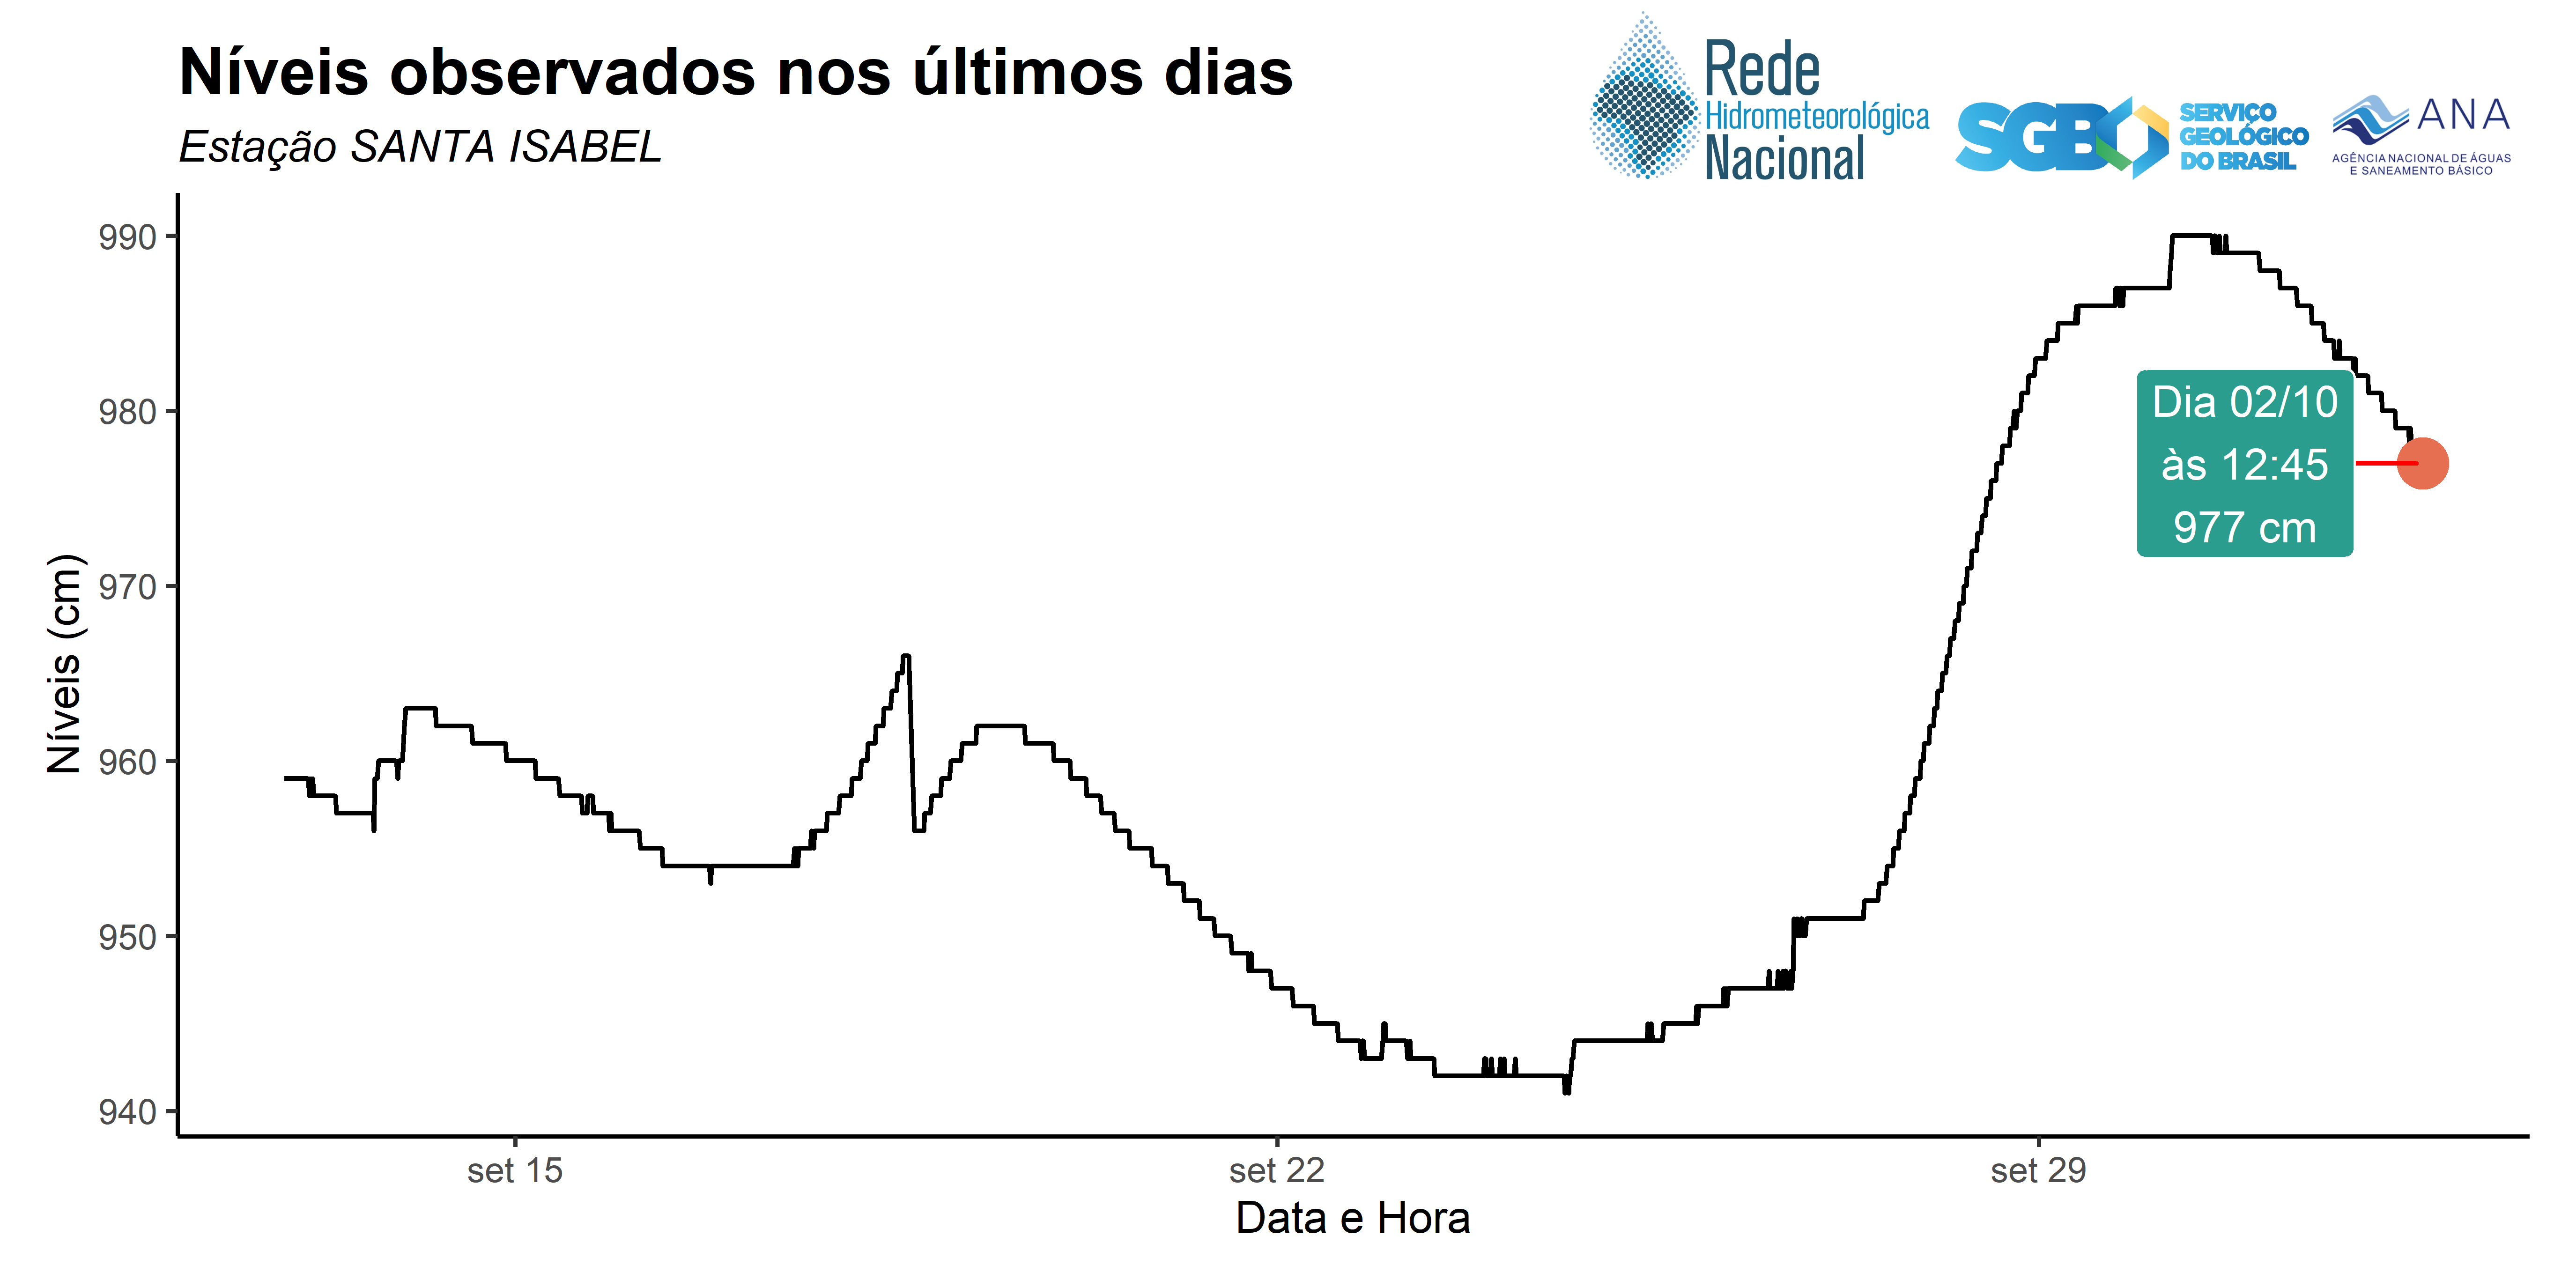 Níveis observados nos últimos dias
Estação SANTA ISABEL
Rede
Hidrometeorológica
Nacional
SGB
SERVIÇO
GEOLÓGICO
DO BRASIL
ANA
AGÊNCIA NACIONAL DE ÁGUAS
E SANEAMENTO BÁSICO
Níveis (cm)
990
980
970
960
950
940
Dia 02/10
às 12:45
977 cm
set 15
set 22
set 29
Data e Hora